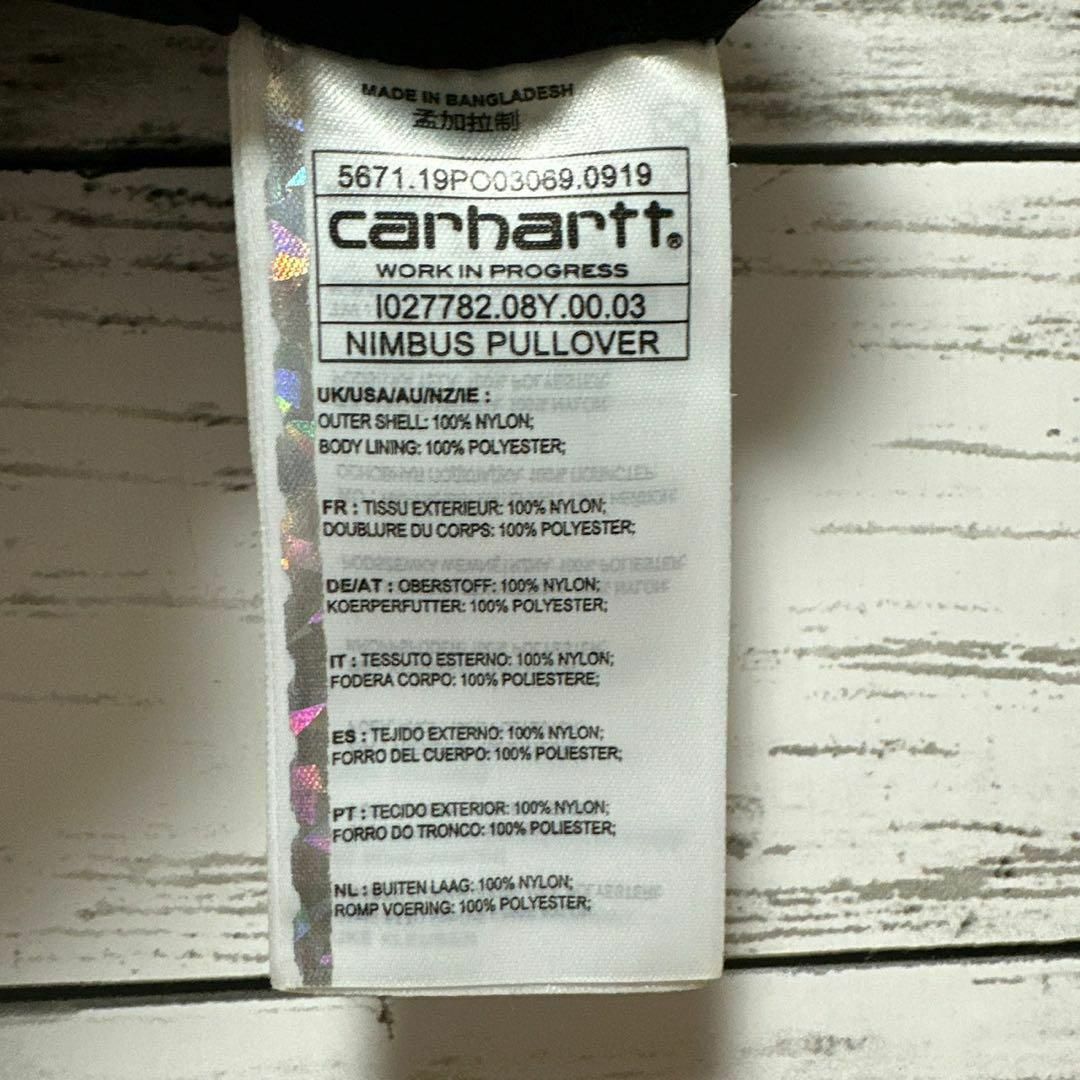 MADE IN BANGLADESH
孟加拉制
5671.19PO03069.0919
carhartt®
WORK IN PROGRESS
I027782.08Y.00.03
NIMBUS PULLOVER
UK/USA/AU/NZ/IE :
OUTER SHELL: 100% NYLON;
BODY LINING: 100% POLYESTER;
FR : TISSU EXTERIEUR: 100% NYLON;
DOUBLURE DU CORPS: 100% POLYESTER;
DE/AT : OBERSTOFF: 100% NYLON;
KOERPERFUTTER: 100% POLYESTER;
IT : TESSUTO ESTERNO: 100% NYLON;
FODERA CORPO: 100% POLIESTERE;
ES : TEJIDO EXTERNO: 100% NYLON;
FORRO DEL CUERPO: 100% POLIESTER;
PT : TECIDO EXTERIOR: 100% NYLON;
FORRO DO TRONCO: 100% POLIESTER;
NL : BUITEN LAAG: 100% NYLON;
ROMP VOERING: 100% POLYESTER;